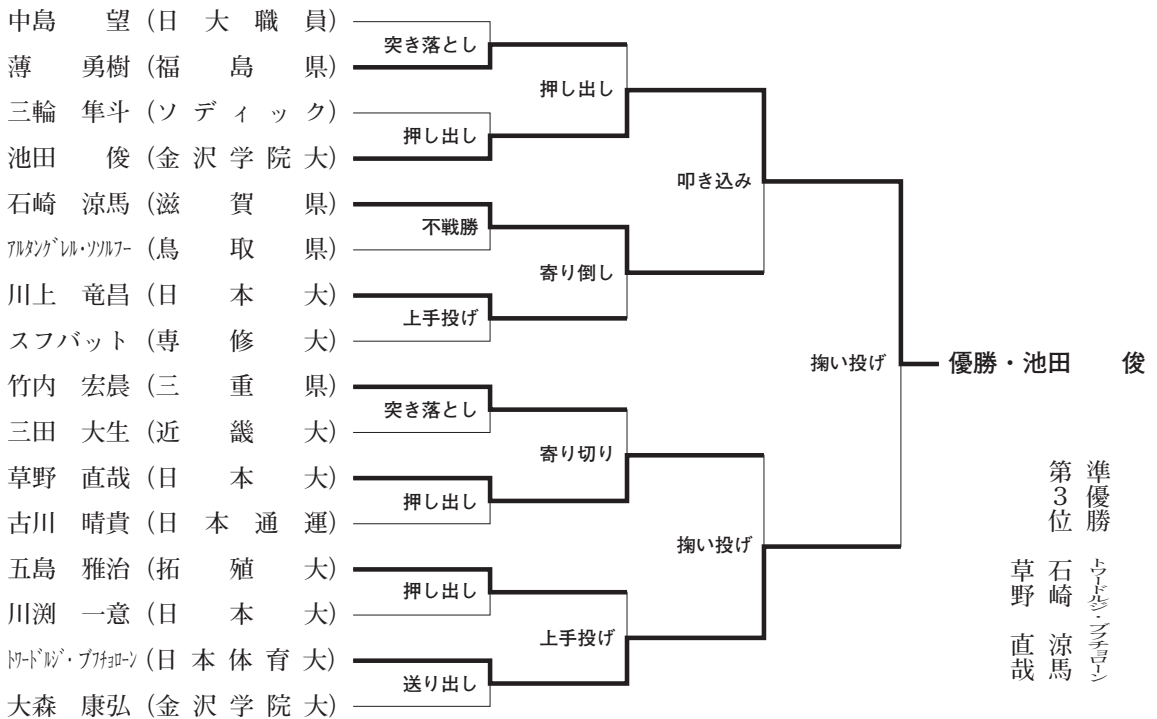 中島 望(日大職員)
薄 勇樹(福島県)
三輪 隼斗(ソディック)
池田 俊(金沢学院大)
石崎 涼馬(滋賀県)
アルタンゲレル・ソソルフー(鳥取県)
川上 竜昌(日本大)
スフバット(専修大)
竹内 宏晨(三重県)
三田 大生(近畿大)
草野 直哉(日本大)
古川 晴貴(日本通運)
五島 雅治(拓殖大)
川渕 一意(日本大)
トワードルジ・ブフチョローン(日本体育大)
大森 康弘(金沢学院大)
突き落とし
押し出し
不戦勝
上手投げ
突き落とし
押し出し
押し出し
送り出し
押し出し
寄り倒し
寄り切り
上手投げ
叩き込み
掬い投げ
掬い投げ
優勝・池田 俊
準優勝 トワードルジ・ブフチョローン
第3位 石崎 涼馬
草野 直哉